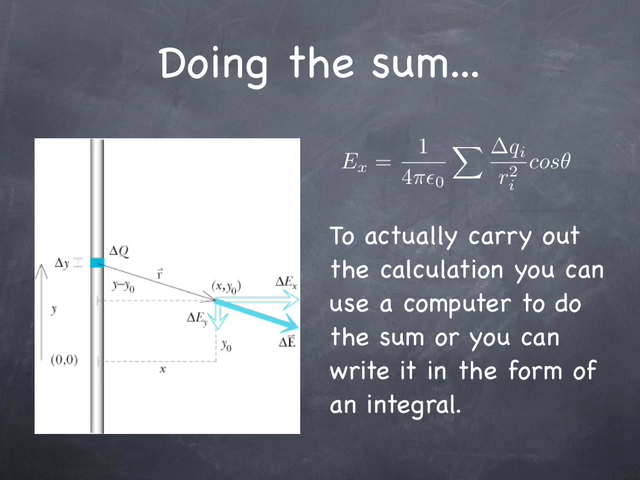 Doing the sum...
E_x = \frac{1}{4\pi\epsilon_0} \sum \frac{\Delta q_i}{r_i^2} cos\theta
To actually carry out
the calculation you can
use a computer to do
the sum or you can
write it in the form of
an integral.
ΔQ
Δy
r⃗
y–y₀
(x,y₀)
ΔEₓ
y
ΔE_y
y₀
ΔE⃗
(0,0)
x